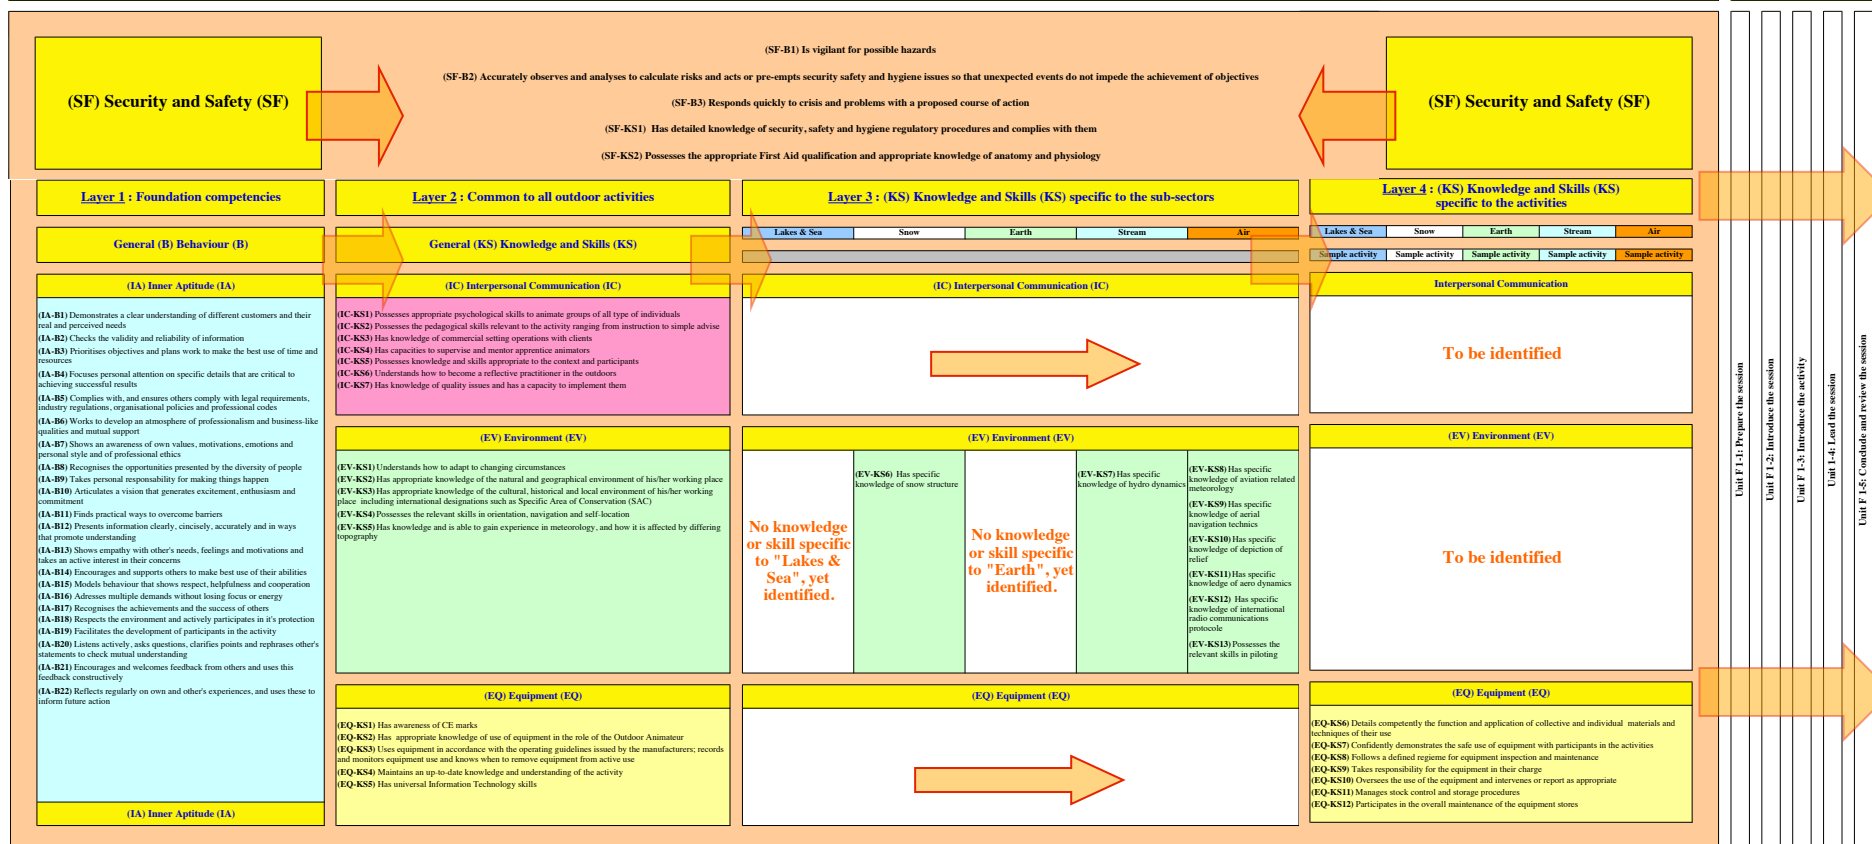 (SF) Security and Safety (SF)
(SF-B1) Is vigilant for possible hazards
(SF-B2) Accurately observes and analyses to calculate risks and acts or pre-empts security safety and hygiene issues so that unexpected events do not impede the achievement of objectives
(SF-B3) Responds quickly to crisis and problems with a proposed course of action
(SF-KS1) Has detailed knowledge of security, safety and hygiene regulatory procedures and complies with them
(SF-KS2) Possesses the appropriate First Aid qualification and appropriate knowledge of anatomy and physiology
(SF) Security and Safety (SF)
Layer 1 : Foundation competencies
General (B) Behaviour (B)
(IA) Inner Aptitude (IA)
(IA-B1) Demonstrates a clear understanding of different customers and their
real and perceived needs
(IA-B2) Checks the validity and reliability of information
(IA-B3) Prioritises objectives and plans work to make the best use of time and
resources
(IA-B4) Focuses personal attention on specific details that are critical to
achieving successful results
(IA-B5) Complies with, and ensures others comply with legal requirements,
industry regulations, organisational policies and professional codes
(IA-B6) Works to develop an atmosphere of professionalism and business-like
qualities and mutual support
(IA-B7) Shows an awareness of own values, motivations, emotions and
personal style and of professional ethics
(IA-B8) Recognises the opportunities presented by the diversity of people
(IA-B9) Takes personal responsibility for making things happen
(IA-B10) Articulates a vision that generates excitement, enthusiasm and
commitment
(IA-B11) Finds practical ways to overcome barriers
(IA-B12) Presents information clearly, cincisely, accurately and in ways
that promote understanding
(IA-B13) Shows empathy with other's needs, feelings and motivations and
takes an active interest in their concerns
(IA-B14) Encourages and supports others to make best use of their abilities
(IA-B15) Models behaviour that shows respect, helpfulness and cooperation
(IA-B16) Adresses multiple demands without losing focus or energy
(IA-B17) Recognises the achievements and the success of others
(IA-B18) Respects the environment and actively participates in it's protection
(IA-B19) Facilitates the development of participants in the activity
(IA-B20) Listens actively, asks questions, clarifies points and rephrases other's
statements to check mutual understanding
(IA-B21) Encourages and welcomes feedback from others and uses this
feedback constructively
(IA-B22) Reflects regularly on own and other's experiences, and uses these to
inform future action
(IA) Inner Aptitude (IA)
Layer 2 : Common to all outdoor activities
General (KS) Knowledge and Skills (KS)
(IC) Interpersonal Communication (IC)
(IC-KS1) Possesses appropriate psychological skills to animate groups of all type of individuals
(IC-KS2) Possesses the pedagogical skills relevant to the activity ranging from instruction to simple advise
(IC-KS3) Has knowledge of commercial setting operations with clients
(IC-KS4) Has capacities to supervise and mentor apprentice animators
(IC-KS5) Possesses knowledge and skills appropriate to the context and participants
(IC-KS6) Understands how to become a reflective practitioner in the outdoors
(IC-KS7) Has knowledge of quality issues and has a capacity to implement them
(EV) Environment (EV)
(EV-KS1) Understands how to adapt to changing circumstances
(EV-KS2) Has appropriate knowledge of the natural and geographical environment of his/her working place
(EV-KS3) Has appropriate knowledge of the cultural, historical and local environment of his/her working
place including international designations such as Specific Area of Conservation (SAC)
(EV-KS4) Possesses the relevant skills in orientation, navigation and self-location
(EV-KS5) Has knowledge and is able to gain experience in meteorology, and how it is affected by differing
topography
(EQ) Equipment (EQ)
(EQ-KS1) Has awareness of CE marks
(EQ-KS2) Has appropriate knowledge of use of equipment in the role of the Outdoor Animateur
(EQ-KS3) Uses equipment in accordance with the operating guidelines issued by the manufacturers; records
and monitors equipment use and knows when to remove equipment from active use
(EQ-KS4) Maintains an up-to-date knowledge and understanding of the activity
(EQ-KS5) Has universal Information Technology skills
Layer 3 : (KS) Knowledge and Skills (KS) specific to the sub-sectors
Lakes & Sea Snow Earth Stream Air
(IC) Interpersonal Communication (IC)
(EV) Environment (EV)
No knowledge
or skill specific
to "Lakes &
Sea", yet
identified.
(EV-KS6) Has specific
knowledge of snow structure
No knowledge
or skill specific
to "Earth", yet
identified.
(EV-KS7) Has specific
knowledge of hydro dynamics
(EV-KS8) Has specific
knowledge of aviation related
meteorology
(EV-KS9) Has specific
knowledge of aerial
navigation technics
(EV-KS10) Has specific
knowledge of depiction of
relief
(EV-KS11) Has specific
knowledge of aero dynamics
(EV-KS12) Has specific
knowledge of international
radio communications
protocole
(EV-KS13) Possesses the
relevant skills in piloting
(EQ) Equipment (EQ)
Layer 4 : (KS) Knowledge and Skills (KS)
specific to the activities
Lakes & Sea Snow Earth Stream Air
Sample activity Sample activity Sample activity Sample activity Sample activity
Interpersonal Communication
To be identified
(EV) Environment (EV)
To be identified
(EQ) Equipment (EQ)
(EQ-KS6) Details competently the function and application of collective and individual materials and
techniques of their use
(EQ-KS7) Confidently demonstrates the safe use of equipment with participants in the activities
(EQ-KS8) Follows a defined regieme for equipment inspection and maintenance
(EQ-KS9) Takes responsibility for the equipment in their charge
(EQ-KS10) Oversees the use of the equipment and intervenes or report as appropriate
(EQ-KS11) Manages stock control and storage procedures
(EQ-KS12) Participates in the overall maintenance of the equipment stores
Unit F 1-1: Prepare the session
Unit F 1-2: Introduce the session
Unit F 1-3: Introduce the activity
Unit 1-4: Lead the session
Unit F 1-5: Conclude and review the session